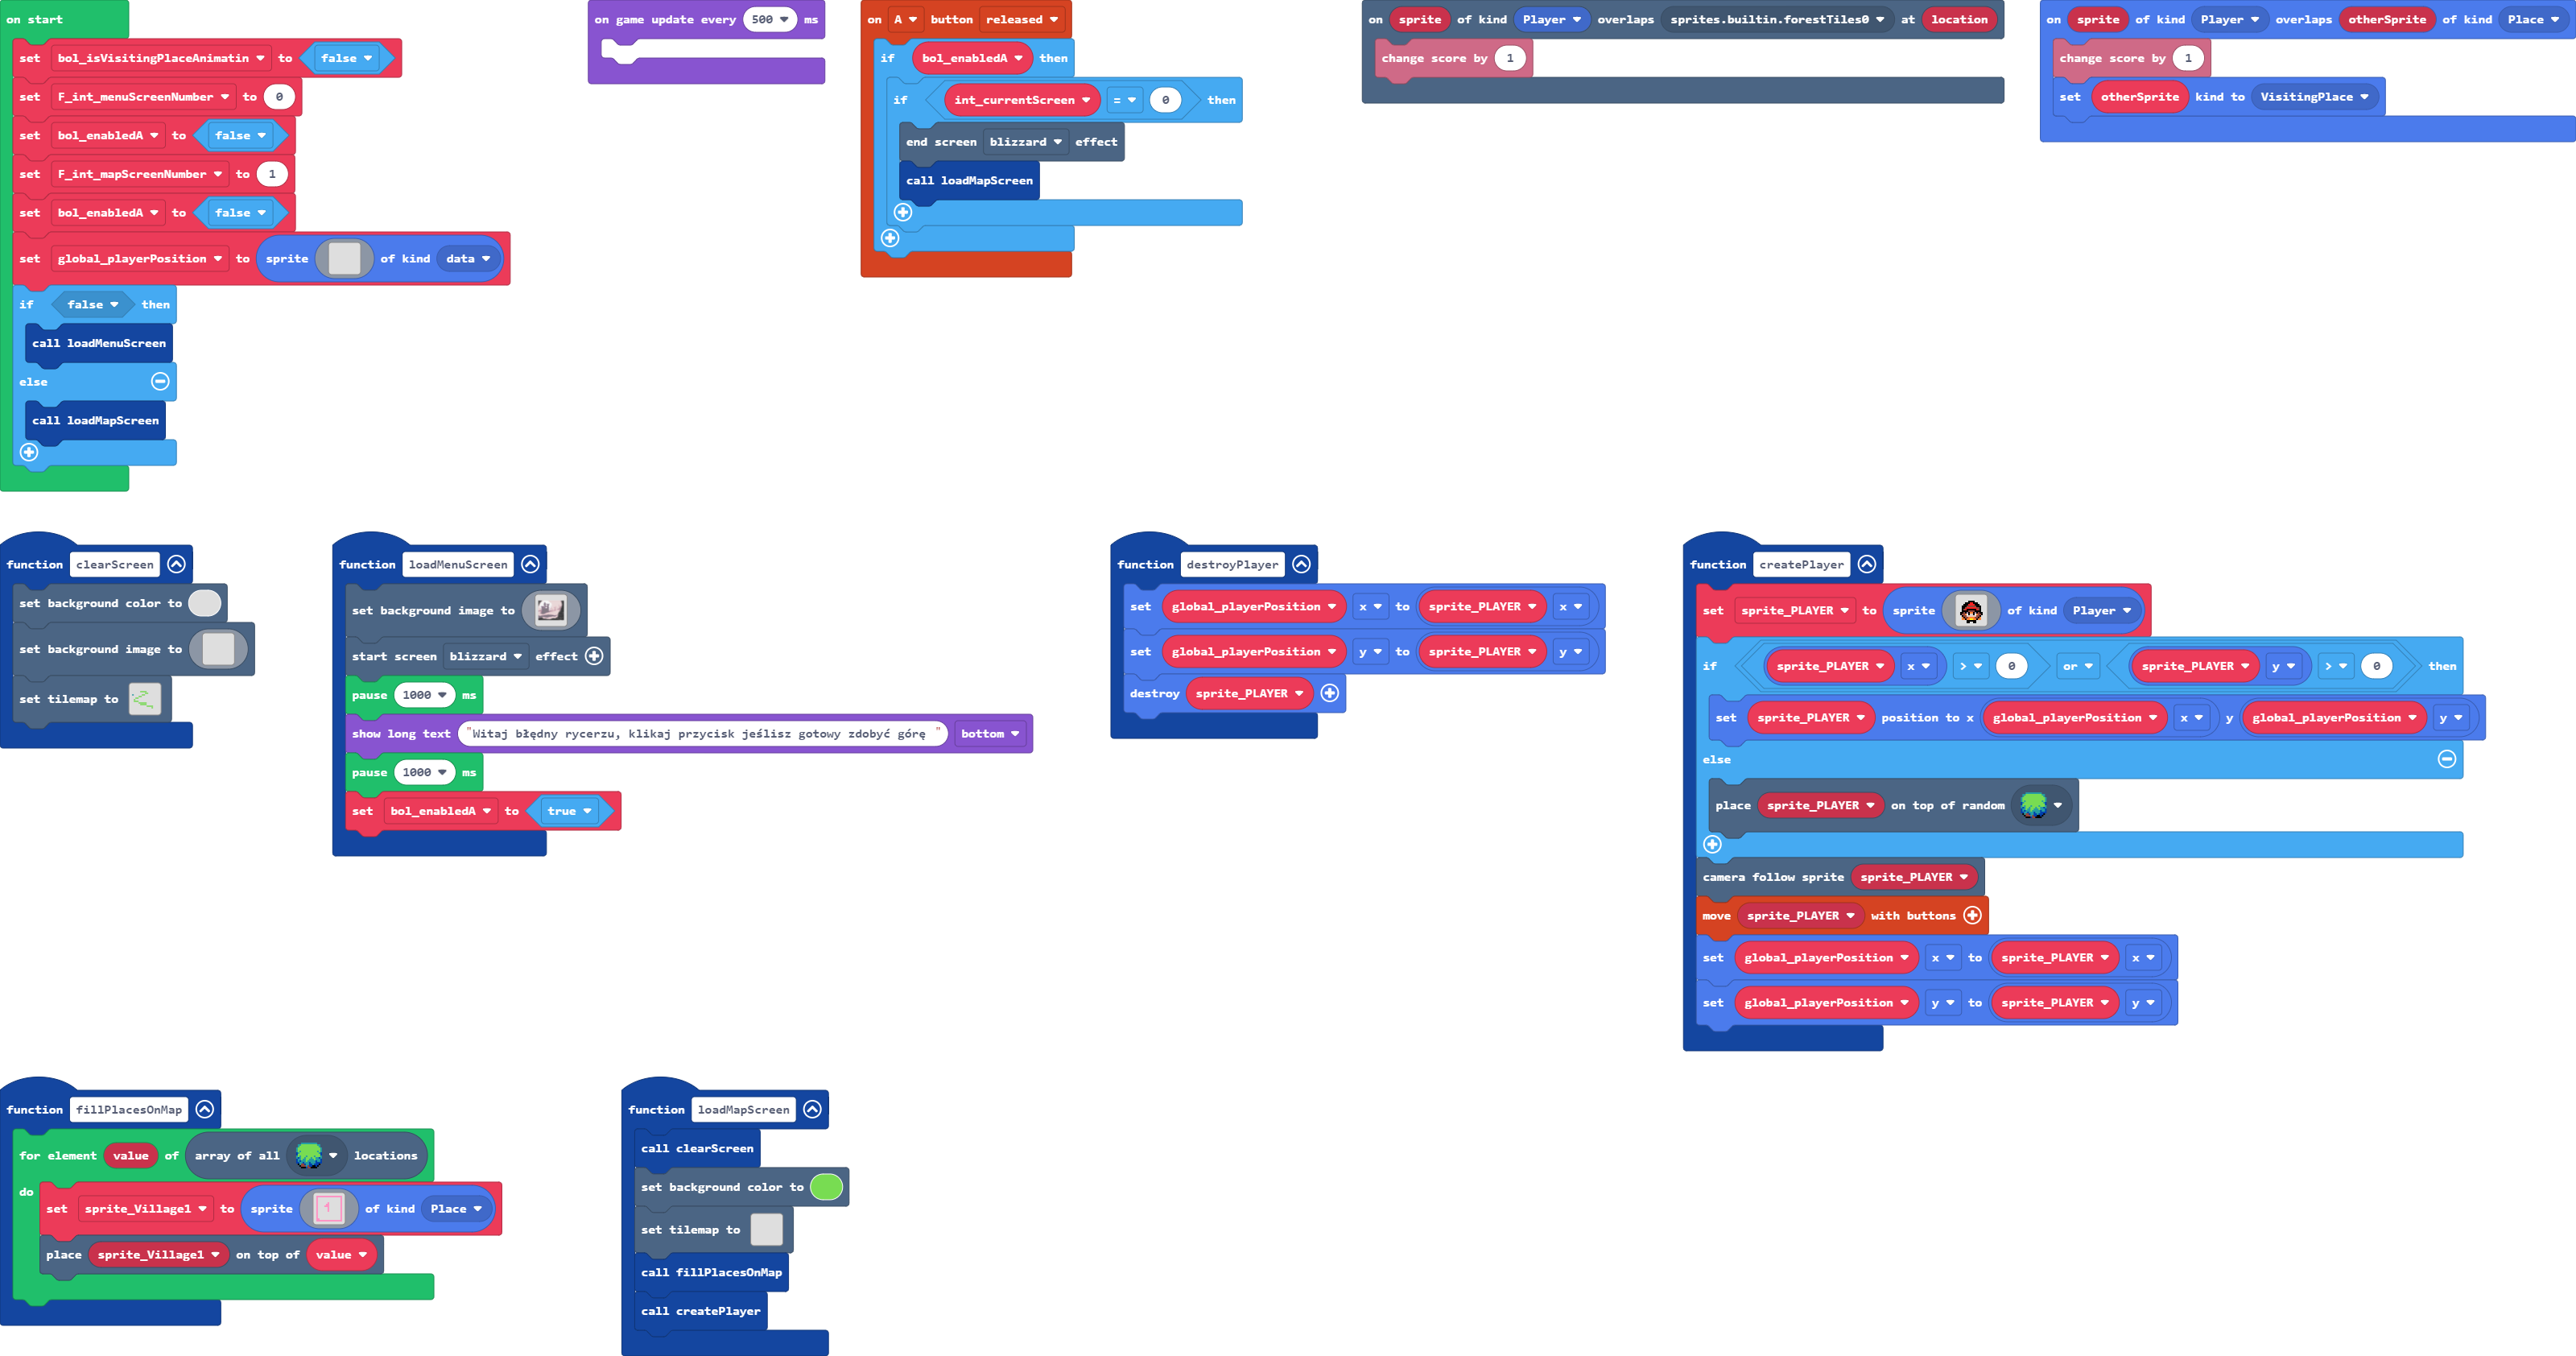 on start
set bol_isVisitingPlaceAnimatin to false
set F_int_menuScreenNumber to 0
set bol_enabledA to false
set F_int_mapScreenNumber to 1
set bol_enabledA to false
set global_playerPosition to sprite of kind data
if false then
call loadMenuScreen
else
call loadMapScreen
on game update every 500 ms
on A button released
if bol_enabledA then
if int_currentScreen = 0 then
end screen blizzard effect
call loadMapScreen
on sprite of kind Player overlaps sprites.builtin.forestTiles0 at location
change score by 1
on sprite of kind Player overlaps otherSprite of kind Place
change score by 1
set otherSprite kind to VisitingPlace
function clearScreen
set background color to
set background image to
set tilemap to
function loadMenuScreen
set background image to
start screen blizzard effect
pause 1000 ms
show long text "Witaj błędny rycerzu, klikaj przycisk jeślisz gotowy zdobyć górę " bottom
pause 1000 ms
set bol_enabledA to true
function destroyPlayer
set global_playerPosition x to sprite_PLAYER x
set global_playerPosition y to sprite_PLAYER y
destroy sprite_PLAYER
function createPlayer
set sprite_PLAYER to sprite of kind Player
if sprite_PLAYER x > 0 or sprite_PLAYER y > 0 then
set sprite_PLAYER position to x global_playerPosition x y global_playerPosition y
else
place sprite_PLAYER on top of random
camera follow sprite sprite_PLAYER
move sprite_PLAYER with buttons
set global_playerPosition x to sprite_PLAYER x
set global_playerPosition y to sprite_PLAYER y
function fillPlacesOnMap
for element value of array of all locations
do
set sprite_Village1 to sprite 1 of kind Place
place sprite_Village1 on top of value
function loadMapScreen
call clearScreen
set background color to
set tilemap to
call fillPlacesOnMap
call createPlayer